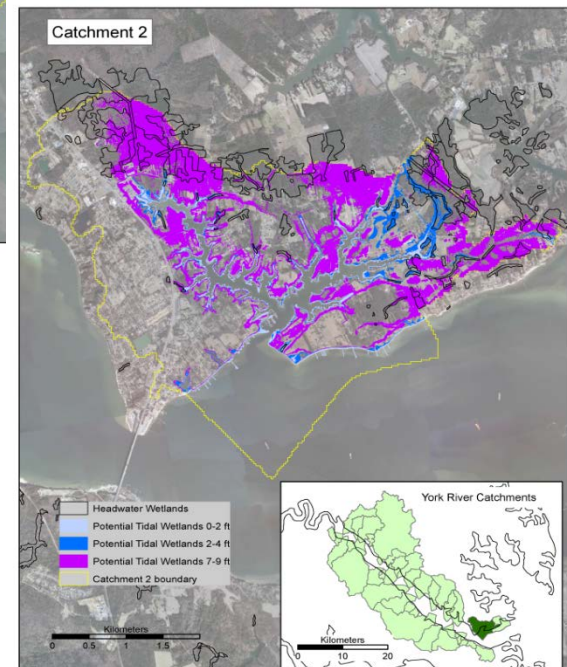 Catchment 2
Headwater Wetlands
Potential Tidal Wetlands 0-2 ft
Potential Tidal Wetlands 2-4 ft
Potential Tidal Wetlands 7-9 ft
Catchment 2 boundary
Kilometers
0 0.5 1 1.5
York River Catchments
Kilometers
0 10 20